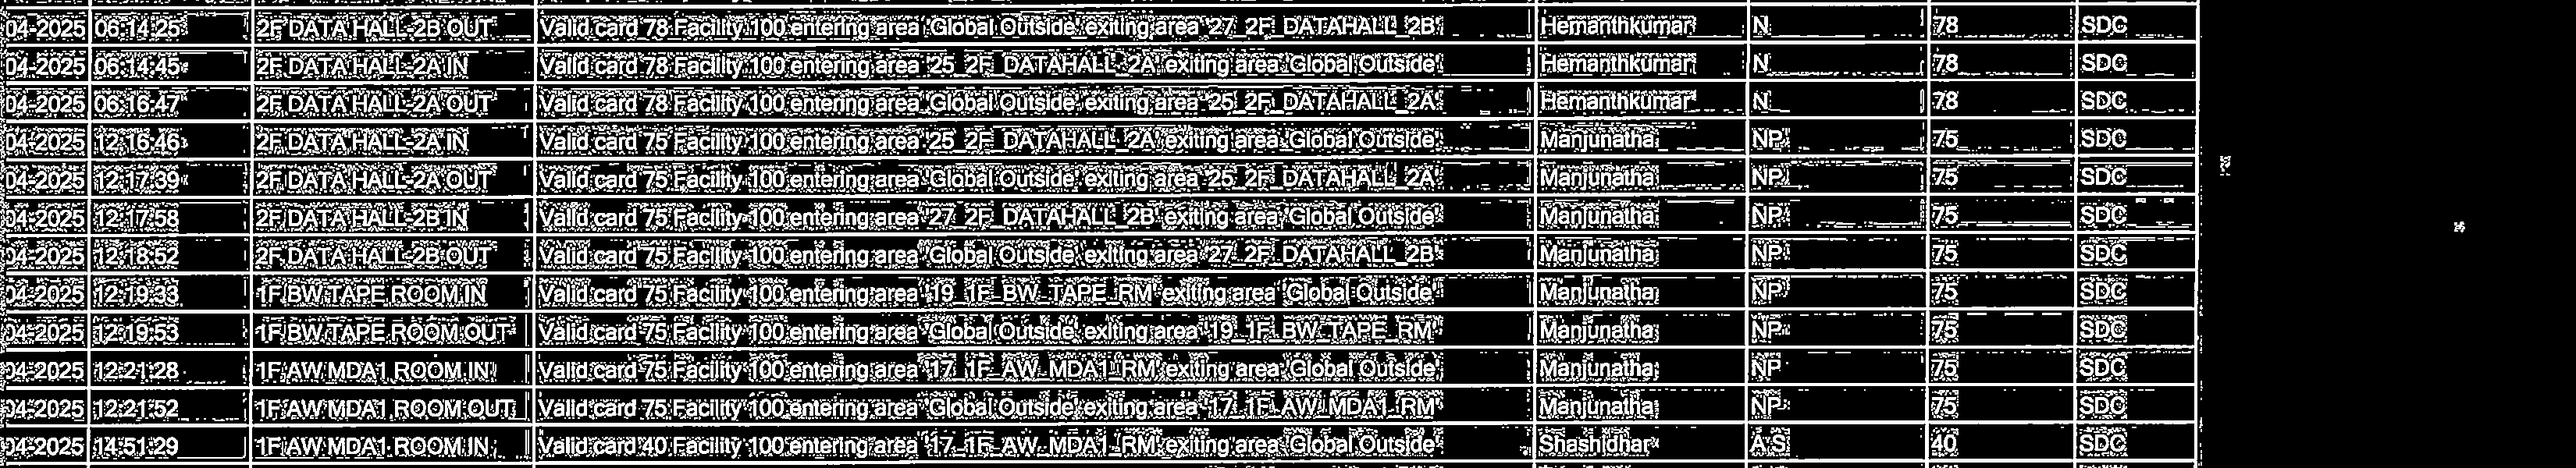 04-2025 06:14:25 2F DATA HALL-2B OUT Valid card 78 Facility 100 entering area 'Global Outside' exiting area '27_2F_DATAHALL_2B' Hemanthkumar N 78 SDC
04-2025 06:14:45 2F DATA HALL-2A IN Valid card 78 Facility 100 entering area '25_2F_DATAHALL_2A' exiting area 'Global Outside' Hemanthkumar N 78 SDC
04-2025 06:16:47 2F DATA HALL-2A OUT Valid card 78 Facility 100 entering area 'Global Outside' exiting area '25_2F_DATAHALL_2A' Hemanthkumar N 78 SDC
04-2025 12:16:46 2F DATA HALL-2A IN Valid card 75 Facility 100 entering area '25_2F_DATAHALL_2A' exiting area 'Global Outside' Manjunatha NP 75 SDC
04-2025 12:17:39 2F DATA HALL-2A OUT Valid card 75 Facility 100 entering area 'Global Outside' exiting area '25_2F_DATAHALL_2A' Manjunatha NP 75 SDC
04-2025 12:17:58 2F DATA HALL-2B IN Valid card 75 Facility 100 entering area '27_2F_DATAHALL_2B' exiting area 'Global Outside' Manjunatha NP 75 SDC
04-2025 12:18:52 2F DATA HALL-2B OUT Valid card 75 Facility 100 entering area 'Global Outside' exiting area '27_2F_DATAHALL_2B' Manjunatha NP 75 SDC
04-2025 12:19:33 1F BW TAPE ROOM IN Valid card 75 Facility 100 entering area '19_1F_BW_TAPE_RM' exiting area 'Global Outside' Manjunatha NP 75 SDC
04-2025 12:19:53 1F BW TAPE ROOM OUT Valid card 75 Facility 100 entering area 'Global Outside' exiting area '19_1F_BW_TAPE_RM' Manjunatha NP 75 SDC
04-2025 12:21:28 1F AW MDA1 ROOM IN Valid card 75 Facility 100 entering area '17_1F_AW_MDA1_RM' exiting area 'Global Outside' Manjunatha NP 75 SDC
04-2025 12:21:52 1F AW MDA1 ROOM OUT Valid card 75 Facility 100 entering area 'Global Outside' exiting area '17_1F_AW_MDA1_RM' Manjunatha NP 75 SDC
04-2025 14:51:29 1F AW MDA1 ROOM IN Valid card 40 Facility 100 entering area '17_1F_AW_MDA1_RM' exiting area 'Global Outside' Shashidhar A S 40 SDC